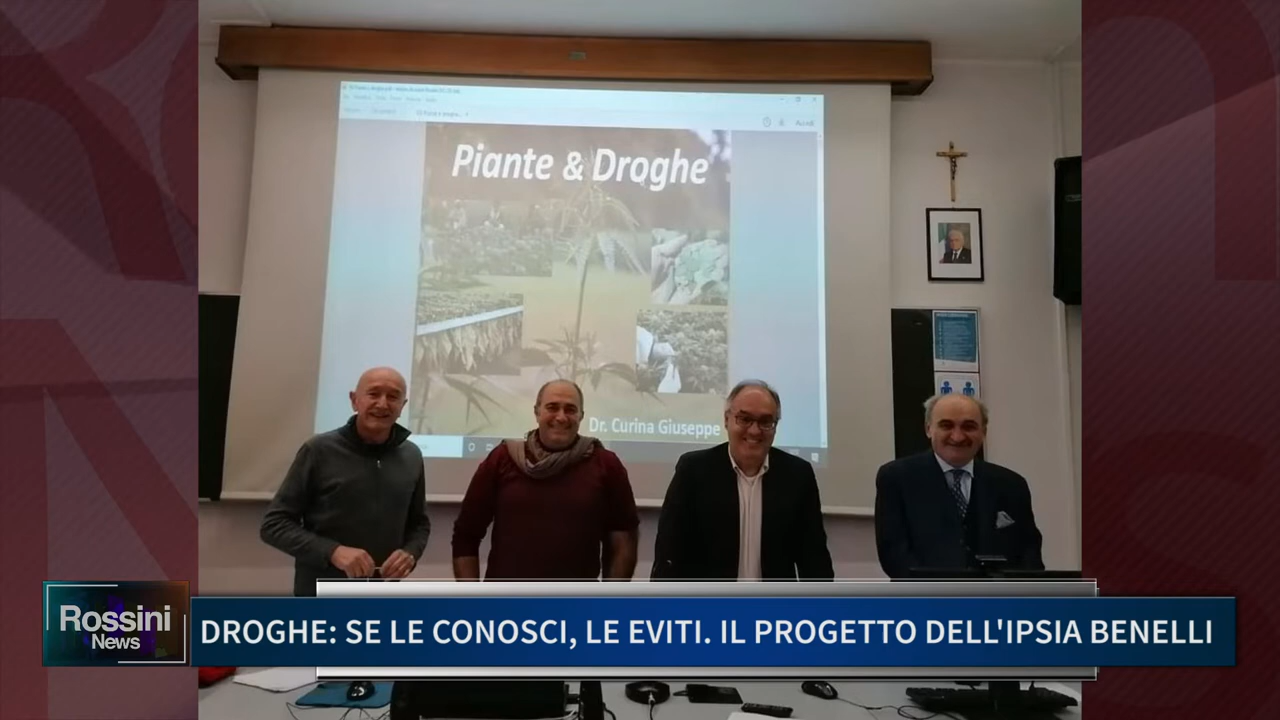 Piante & Droghe
Dr. Curina Giuseppe
Rossini
News
DROGHE: SE LE CONOSCI, LE EVITI. IL PROGETTO DELL'IPSIA BENELLI